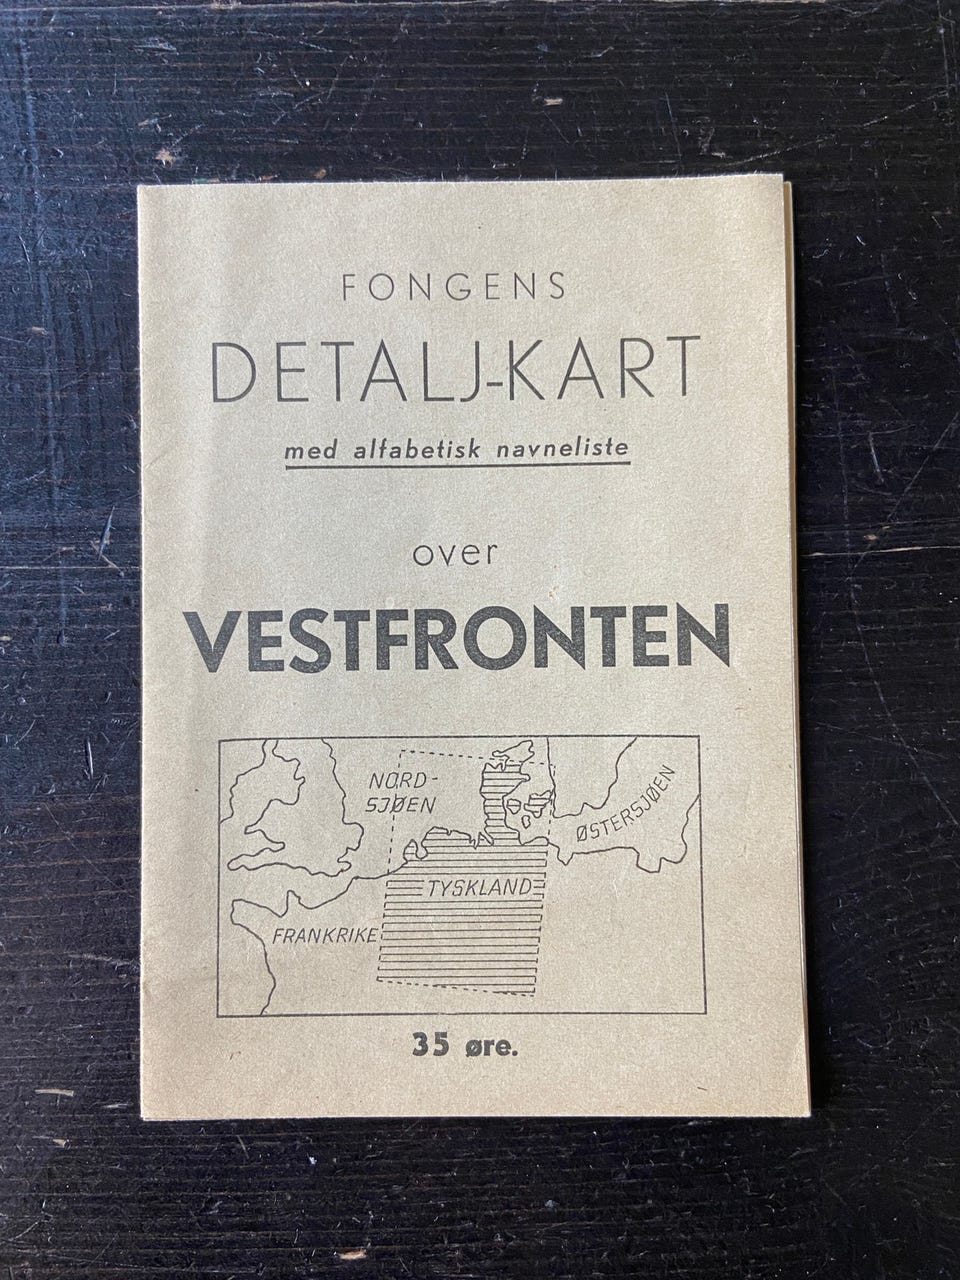 FONGENS
DETALJ-KART
med alfabetisk navneliste
over
VESTFRONTEN
NORD-
SJØEN
ØSTERSJØEN
TYSKLAND
FRANKRIKE
35 øre.